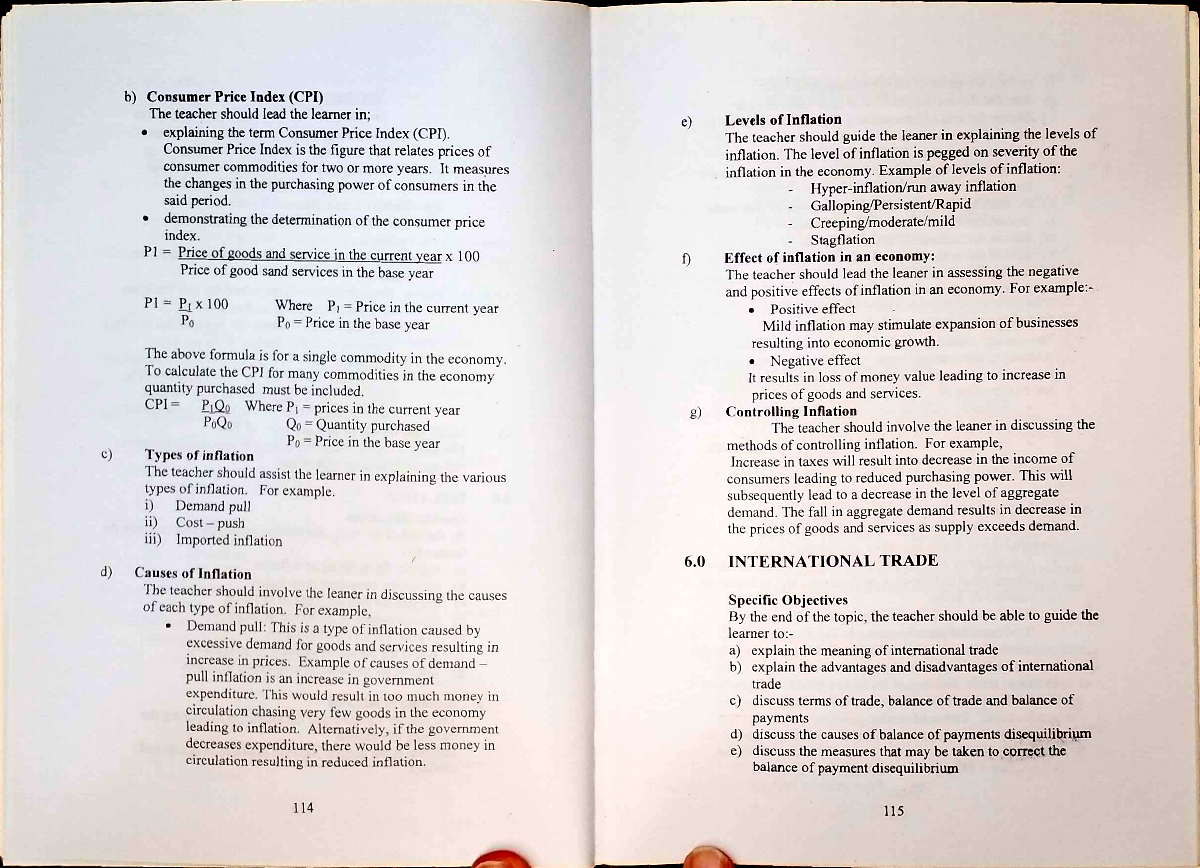 b) Consumer Price Index (CPI)
The teacher should lead the learner in;
• explaining the term Consumer Price Index (CPI).
Consumer Price Index is the figure that relates prices of
consumer commodities for two or more years. It measures
the changes in the purchasing power of consumers in the
said period.
• demonstrating the determination of the consumer price
index.
P1 = Price of goods and service in the current year x 100
Price of good sand services in the base year
P1 = P₁ x 100 Where P₁ = Price in the current year
P₀ P₀ = Price in the base year
The above formula is for a single commodity in the economy.
To calculate the CPI for many commodities in the economy
quantity purchased must be included.
CPI = P₁Q₀ Where P₁ = prices in the current year
P₀Q₀ Q₀ = Quantity purchased
P₀ = Price in the base year
c) Types of inflation
The teacher should assist the learner in explaining the various
types of inflation. For example.
i) Demand pull
ii) Cost – push
iii) Imported inflation
d) Causes of Inflation
The teacher should involve the leaner in discussing the causes
of each type of inflation. For example,
• Demand pull: This is a type of inflation caused by
excessive demand for goods and services resulting in
increase in prices. Example of causes of demand –
pull inflation is an increase in government
expenditure. This would result in too much money in
circulation chasing very few goods in the economy
leading to inflation. Alternatively, if the government
decreases expenditure, there would be less money in
circulation resulting in reduced inflation.
114
e) Levels of Inflation
The teacher should guide the leaner in explaining the levels of
inflation. The level of inflation is pegged on severity of the
inflation in the economy. Example of levels of inflation:
- Hyper-inflation/run away inflation
- Galloping/Persistent/Rapid
- Creeping/moderate/mild
- Stagflation
f) Effect of inflation in an economy:
The teacher should lead the leaner in assessing the negative
and positive effects of inflation in an economy. For example:-
• Positive effect
Mild inflation may stimulate expansion of businesses
resulting into economic growth.
• Negative effect
It results in loss of money value leading to increase in
prices of goods and services.
g) Controlling Inflation
The teacher should involve the leaner in discussing the
methods of controlling inflation. For example,
Increase in taxes will result into decrease in the income of
consumers leading to reduced purchasing power. This will
subsequently lead to a decrease in the level of aggregate
demand. The fall in aggregate demand results in decrease in
the prices of goods and services as supply exceeds demand.
6.0 INTERNATIONAL TRADE
Specific Objectives
By the end of the topic, the teacher should be able to guide the
learner to:-
a) explain the meaning of international trade
b) explain the advantages and disadvantages of international
trade
c) discuss terms of trade, balance of trade and balance of
payments
d) discuss the causes of balance of payments disequilibrium
e) discuss the measures that may be taken to correct the
balance of payment disequilibrium
115